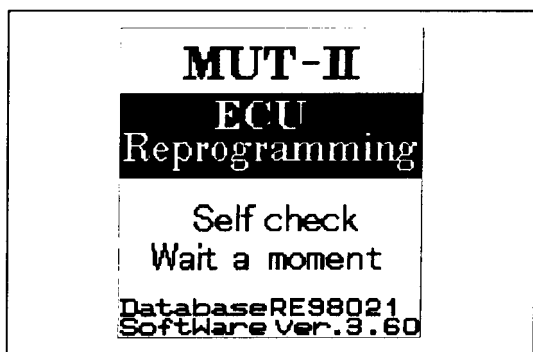 MUT-II
ECU
Reprogramming
Self check
Wait a moment
DatabaseRE98021
SoftWare Ver.3.60